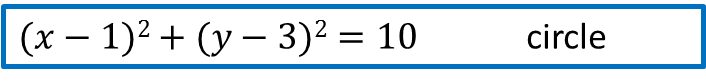 (x − 1)² + (y − 3)² = 10 circle